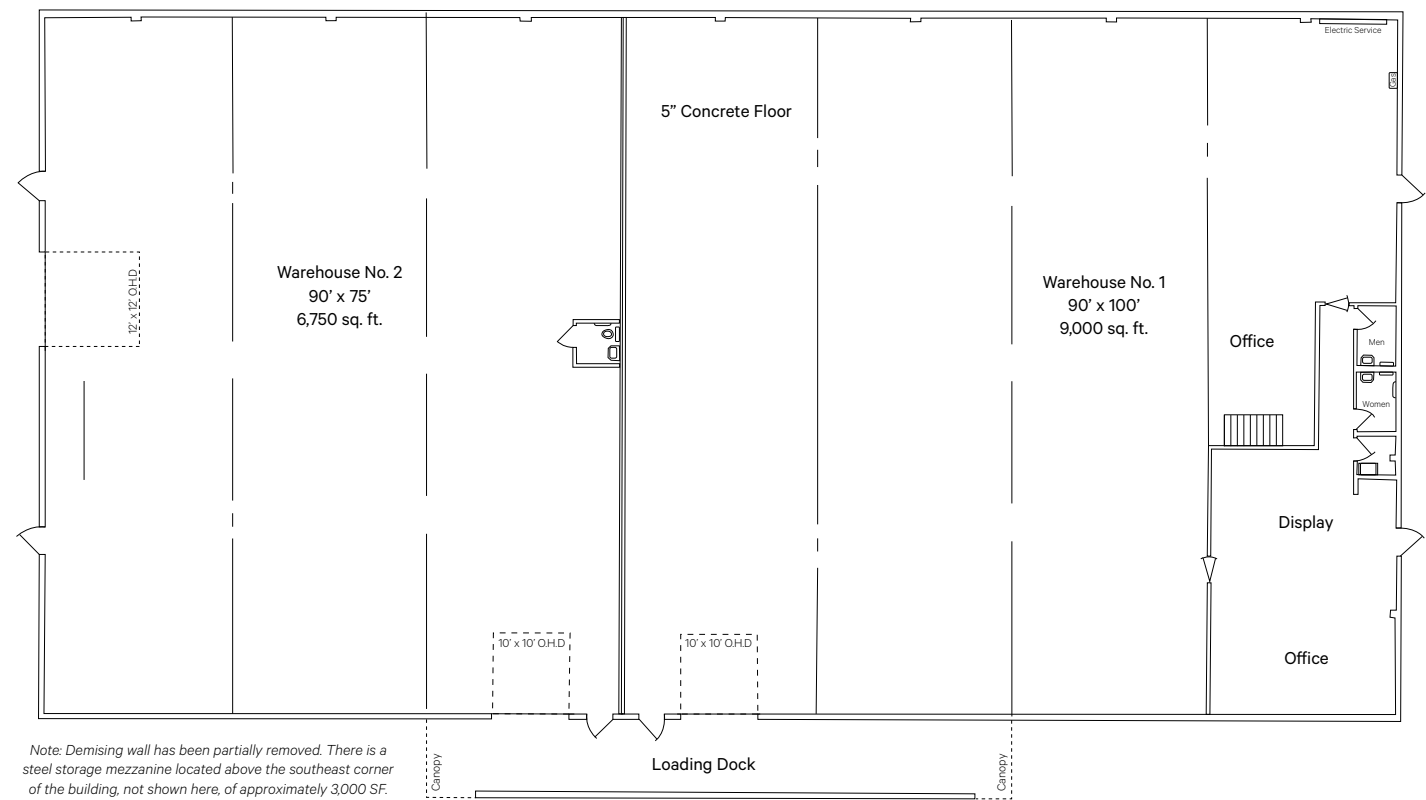 Electric Service
Gas
5” Concrete Floor
12’ x 12’ O.H.D
Warehouse No. 2
90’ x 75’
6,750 sq. ft.
Warehouse No. 1
90’ x 100’
9,000 sq. ft.
Office
Men
Women
Display
10’ x 10’ O.H.D
10’ x 10’ O.H.D
Office
Canopy
Loading Dock
Canopy
Note: Demising wall has been partially removed. There is a
steel storage mezzanine located above the southeast corner
of the building, not shown here, of approximately 3,000 SF.